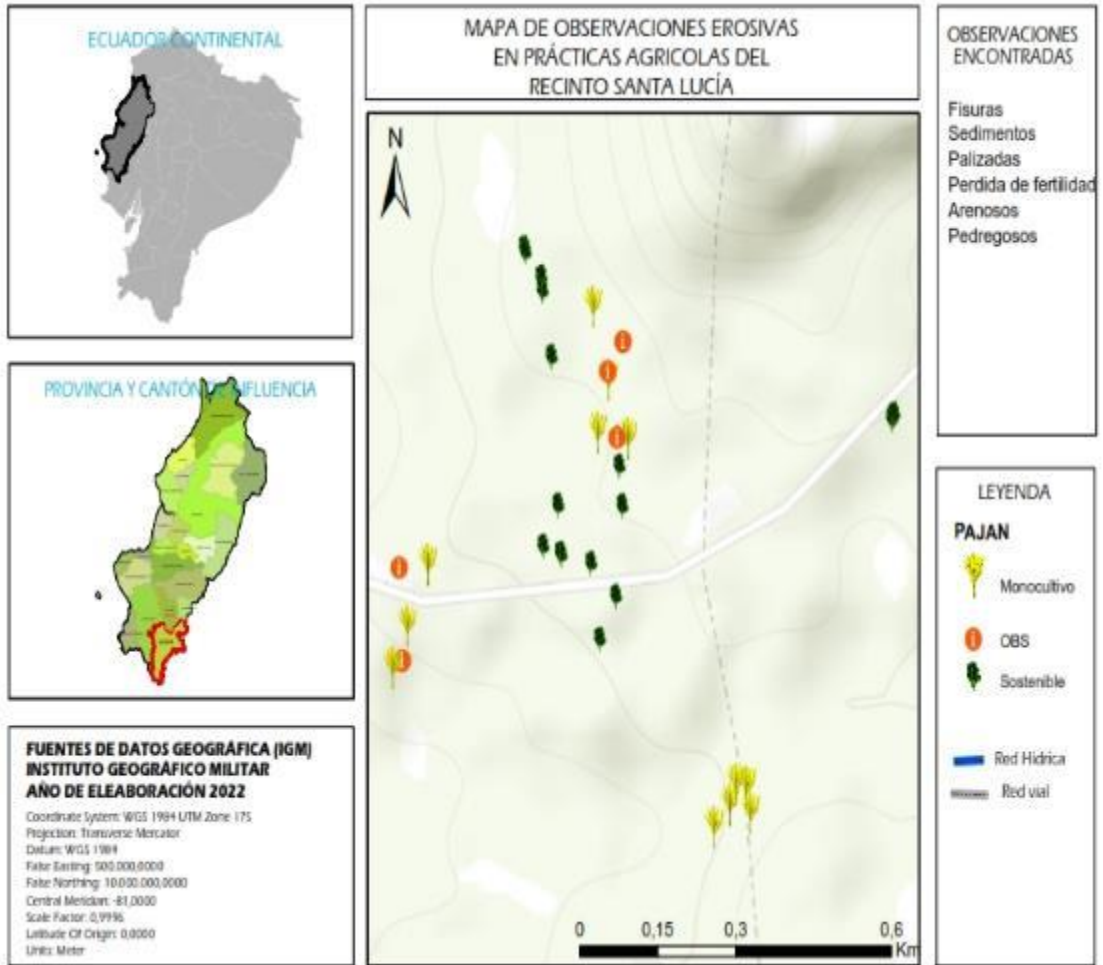 ECUADOR CONTINENTAL
PROVINCIA Y CANTÓN DE INFLUENCIA
FUENTES DE DATOS GEOGRÁFICA (IGM)
INSTITUTO GEOGRÁFICO MILITAR
AÑO DE ELEABORACIÓN 2022
Coordinate System: WGS 1984 UTM Zone 17S
Projection: Transverse Mercator
Datum: WGS 1984
False Easting: 500.000,0000
False Northing: 10.000.000,0000
Central Meridian: -81,0000
Scale Factor: 0,9996
Latitude Of Origin: 0,0000
Units: Meter
MAPA DE OBSERVACIONES EROSIVAS
EN PRÁCTICAS AGRICOLAS DEL
RECINTO SANTA LUCÍA
N
0 0,15 0,3 0,6
Km
OBSERVACIONES
ENCONTRADAS
Fisuras
Sedimentos
Palizadas
Perdida de fertilidad
Arenosos
Pedregosos
LEYENDA
PAJAN
Monocultivo
OBS
Sostenible
Red Hídrica
Red vial